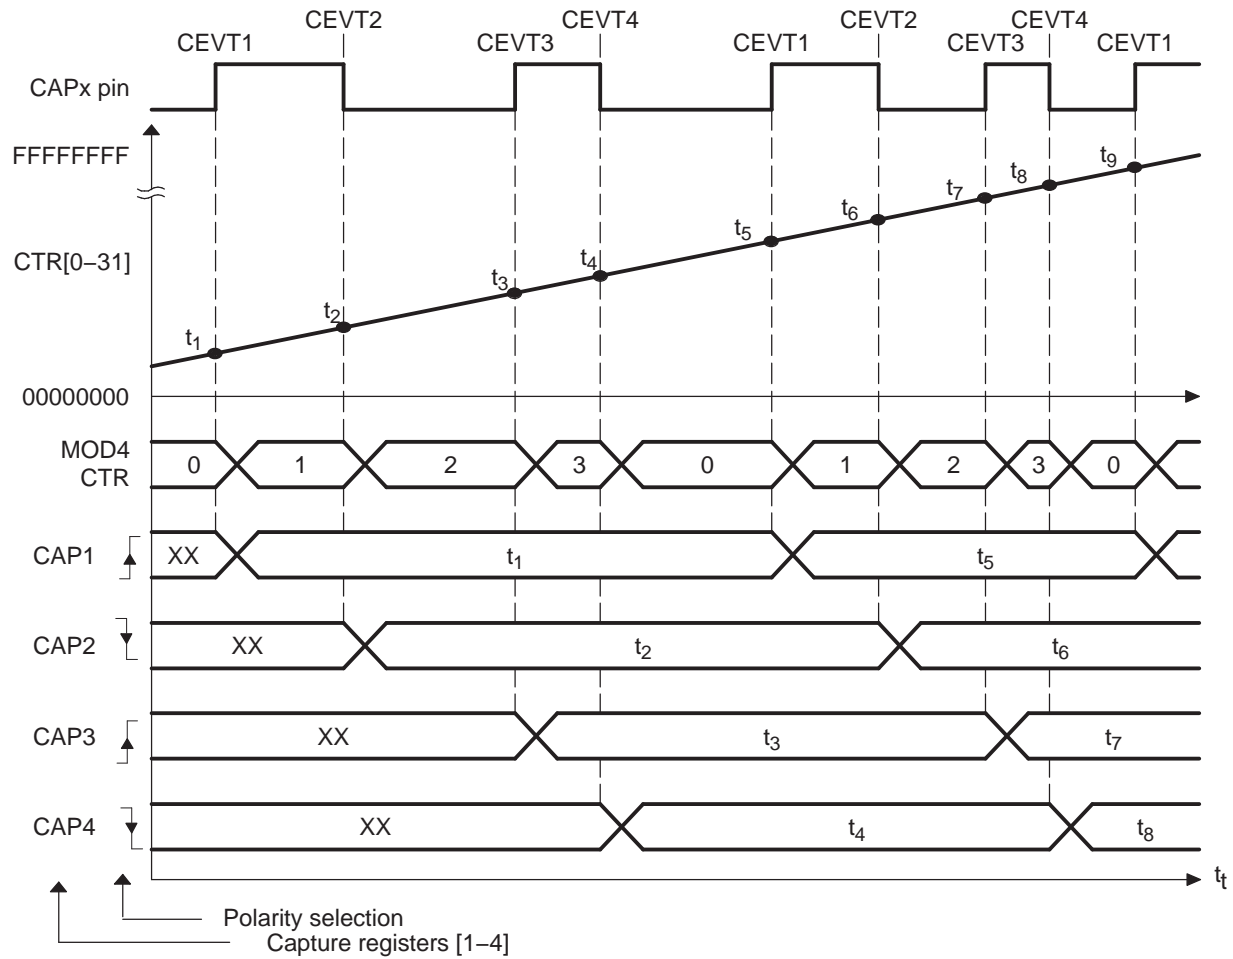 CEVT2 CEVT4 CEVT2 CEVT4
CEVT1 CEVT3 CEVT1 CEVT3 CEVT1
CAPx pin
FFFFFFFF
t1 t2 t3 t4 t5 t6 t7 t8 t9
CTR[0−31]
00000000
MOD4
CTR
0 1 2 3 0 1 2 3 0
CAP1 XX t1 t5
CAP2 XX t2 t6
CAP3 XX t3 t7
CAP4 XX t4 t8
tt
Polarity selection
Capture registers [1−4]